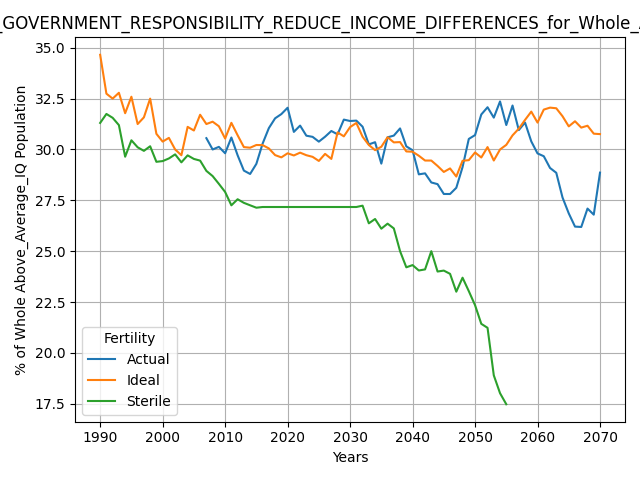 _GOVERNMENT_RESPONSIBILITY_REDUCE_INCOME_DIFFERENCES_for_Whole_
% of Whole Above_Average_IQ Population
35.0
32.5
30.0
27.5
25.0
22.5
20.0
17.5
Fertility
Actual
Ideal
Sterile
1990 2000 2010 2020 2030 2040 2050 2060 2070
Years